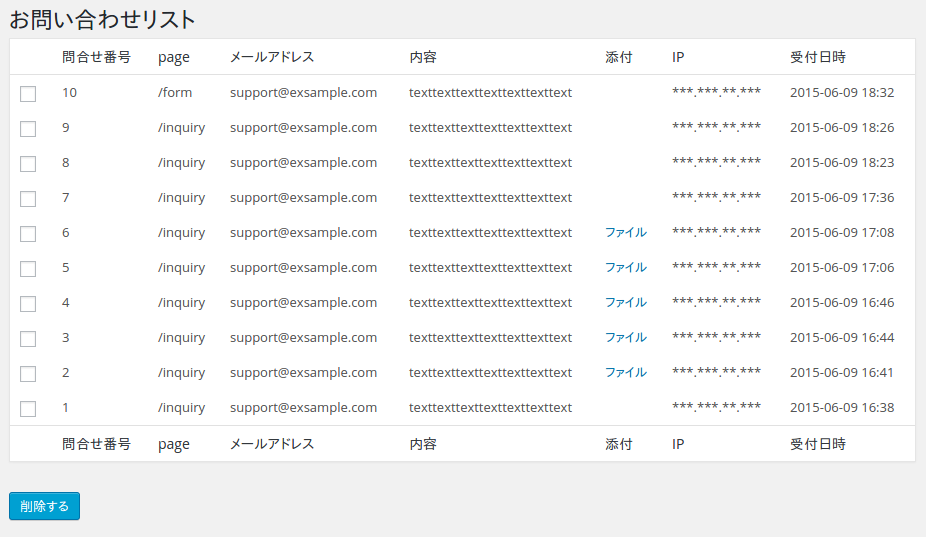 お問い合わせリスト
問合せ番号 page メールアドレス 内容 添付 IP 受付日時
10 /form support@exsample.com texttexttexttexttexttexttext ***.***.**.*** 2015-06-09 18:32
9 /inquiry support@exsample.com texttexttexttexttexttexttext ***.***.**.*** 2015-06-09 18:26
8 /inquiry support@exsample.com texttexttexttexttexttexttext ***.***.**.*** 2015-06-09 18:23
7 /inquiry support@exsample.com texttexttexttexttexttexttext ***.***.**.*** 2015-06-09 17:36
6 /inquiry support@exsample.com texttexttexttexttexttexttext ファイル ***.***.**.*** 2015-06-09 17:08
5 /inquiry support@exsample.com texttexttexttexttexttexttext ファイル ***.***.**.*** 2015-06-09 17:06
4 /inquiry support@exsample.com texttexttexttexttexttexttext ファイル ***.***.**.*** 2015-06-09 16:46
3 /inquiry support@exsample.com texttexttexttexttexttexttext ファイル ***.***.**.*** 2015-06-09 16:44
2 /inquiry support@exsample.com texttexttexttexttexttexttext ファイル ***.***.**.*** 2015-06-09 16:41
1 /inquiry support@exsample.com texttexttexttexttexttexttext ***.***.**.*** 2015-06-09 16:38
問合せ番号 page メールアドレス 内容 添付 IP 受付日時
削除する